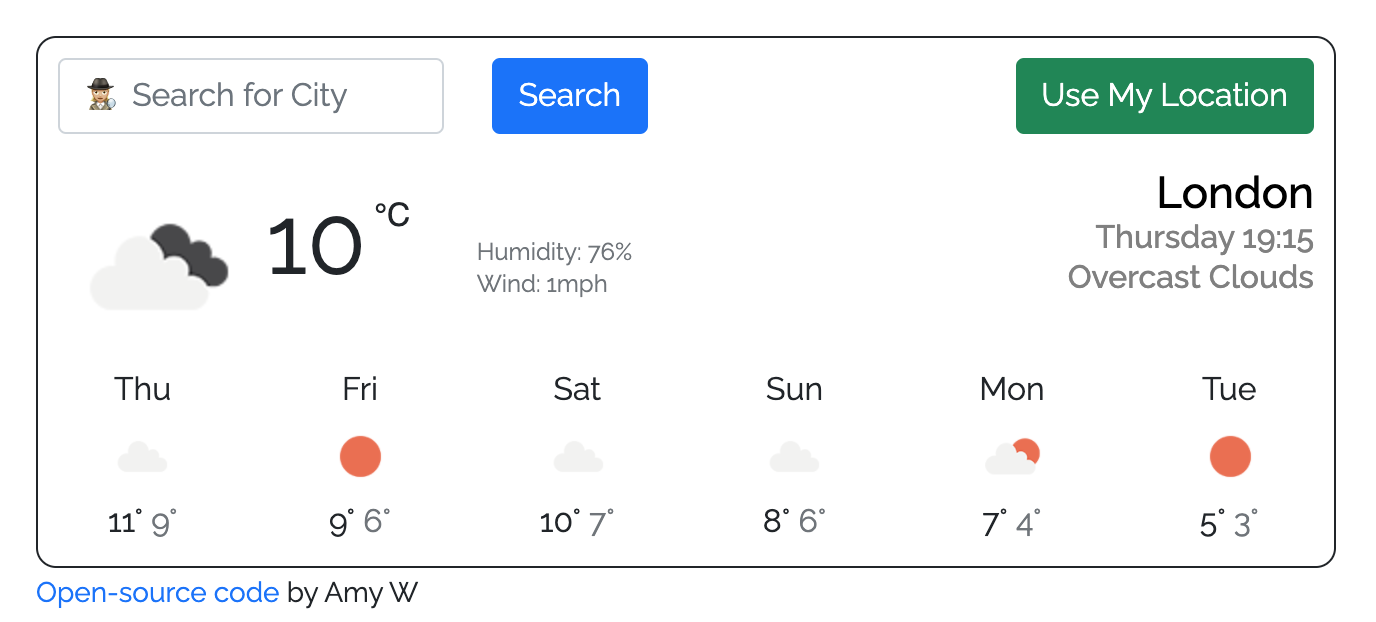 Search for City
Search
Use My Location
London
Thursday 19:15
Overcast Clouds
10 °C
Humidity: 76%
Wind: 1mph
Thu Fri Sat Sun Mon Tue
11° 9° 9° 6° 10° 7° 8° 6° 7° 4° 5° 3°
Open-source code by Amy W